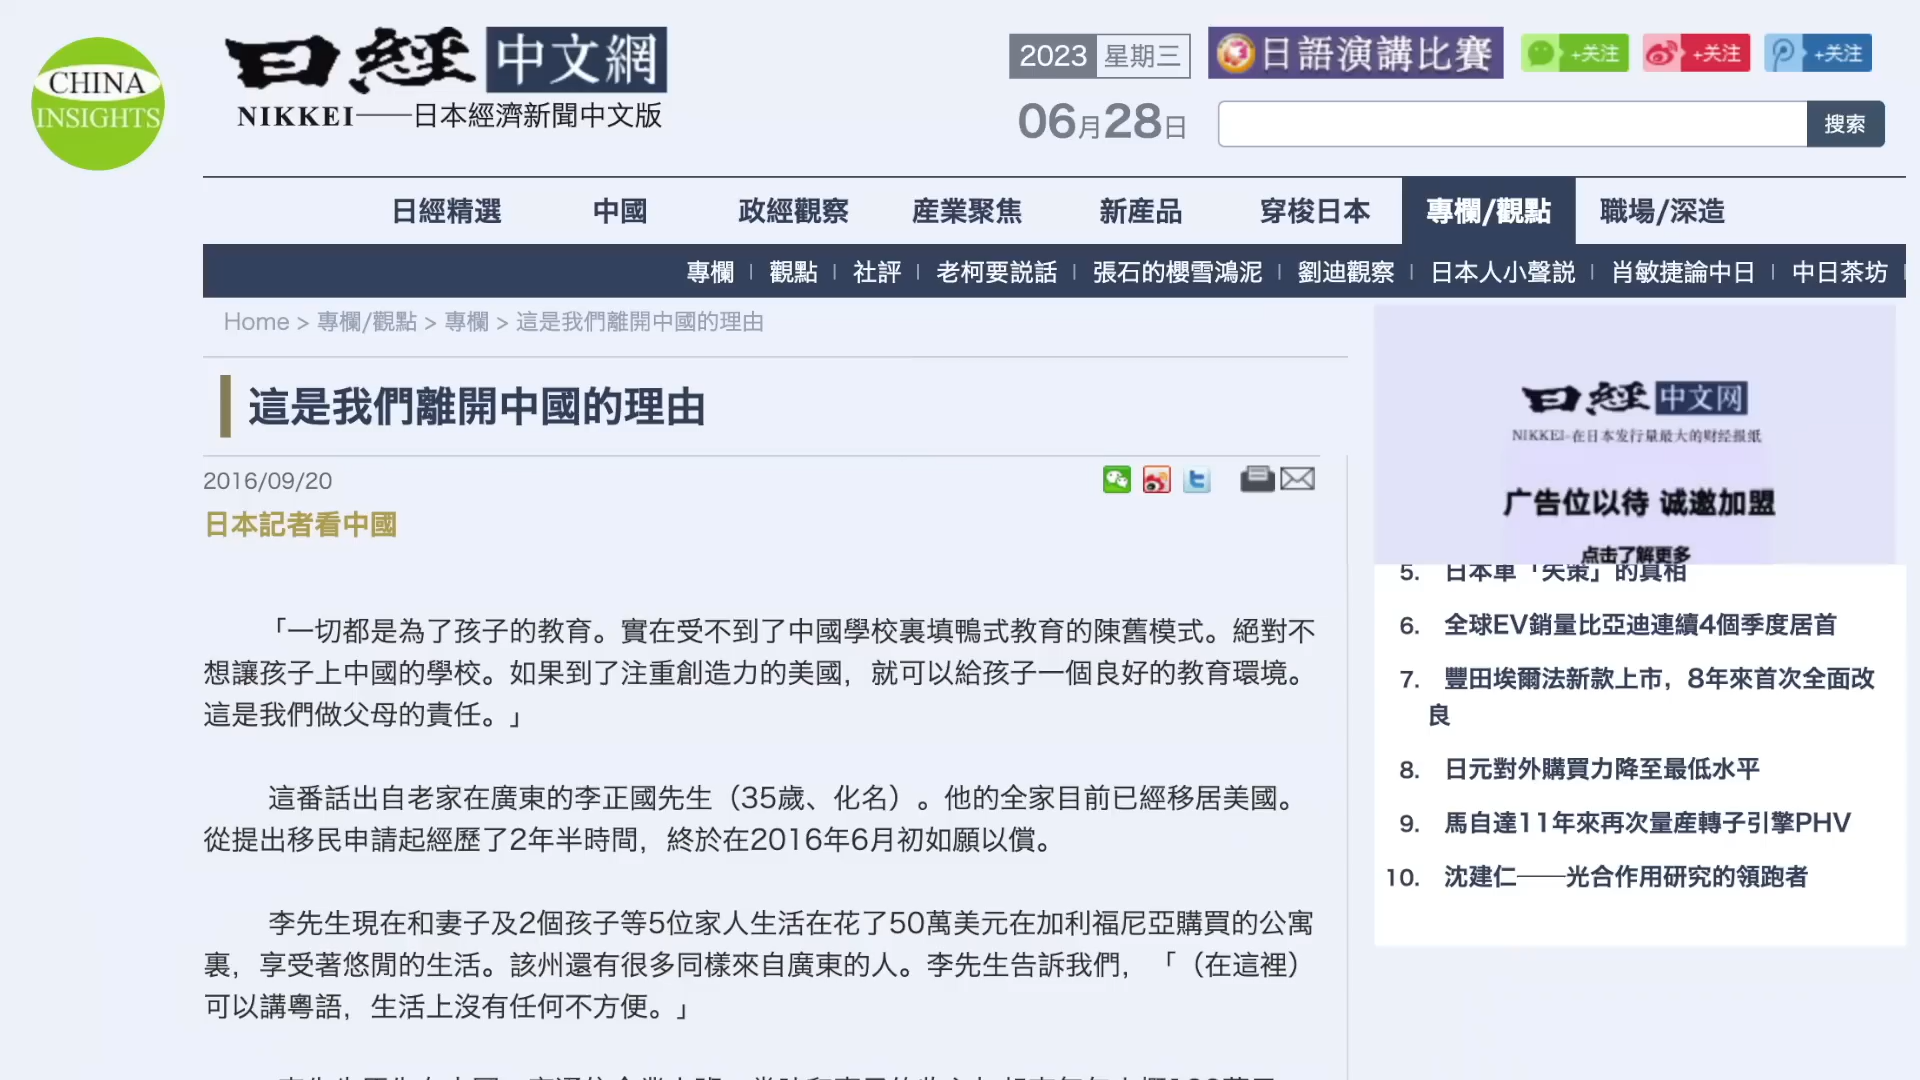 CHINA
INSIGHTS
日經中文網
NIKKEI——日本經濟新聞中文版
2023 星期三
06月28日
日語演講比賽
+关注
+关注
+关注
搜索
日經精選 中國 政經觀察 産業聚焦 新産品 穿梭日本 專欄/觀點 職場/深造
專欄 觀點 社評 老柯要説話 張石的櫻雪鴻泥 劉迪觀察 日本人小聲説 肖敏捷論中日 中日茶坊
Home > 專欄/觀點 > 專欄 > 這是我們離開中國的理由
這是我們離開中國的理由
2016/09/20
日本記者看中國
「一切都是為了孩子的教育。實在受不到了中國學校裏填鴨式教育的陳舊模式。絕對不
想讓孩子上中國的學校。如果到了注重創造力的美國，就可以給孩子一個良好的教育環境。
這是我們做父母的責任。」
這番話出自老家在廣東的李正國先生（35歲、化名）。他的全家目前已經移居美國。
從提出移民申請起經歷了2年半時間，終於在2016年6月初如願以償。
李先生現在和妻子及2個孩子等5位家人生活在花了50萬美元在加利福尼亞購買的公寓
裏，享受著悠閒的生活。該州還有很多同樣來自廣東的人。李先生告訴我們，「（在這裡）
可以講粵語，生活上沒有任何不方便。」
日經中文网
NIKKEI-在日本发行量最大的财经报纸
广告位以待 诚邀加盟
点击了解更多
5. 日本車「失策」的真相
6. 全球EV銷量比亞迪連續4個季度居首
7. 豐田埃爾法新款上市，8年來首次全面改
良
8. 日元對外購買力降至最低水平
9. 馬自達11年來再次量産轉子引擎PHV
10. 沈建仁——光合作用研究的領跑者